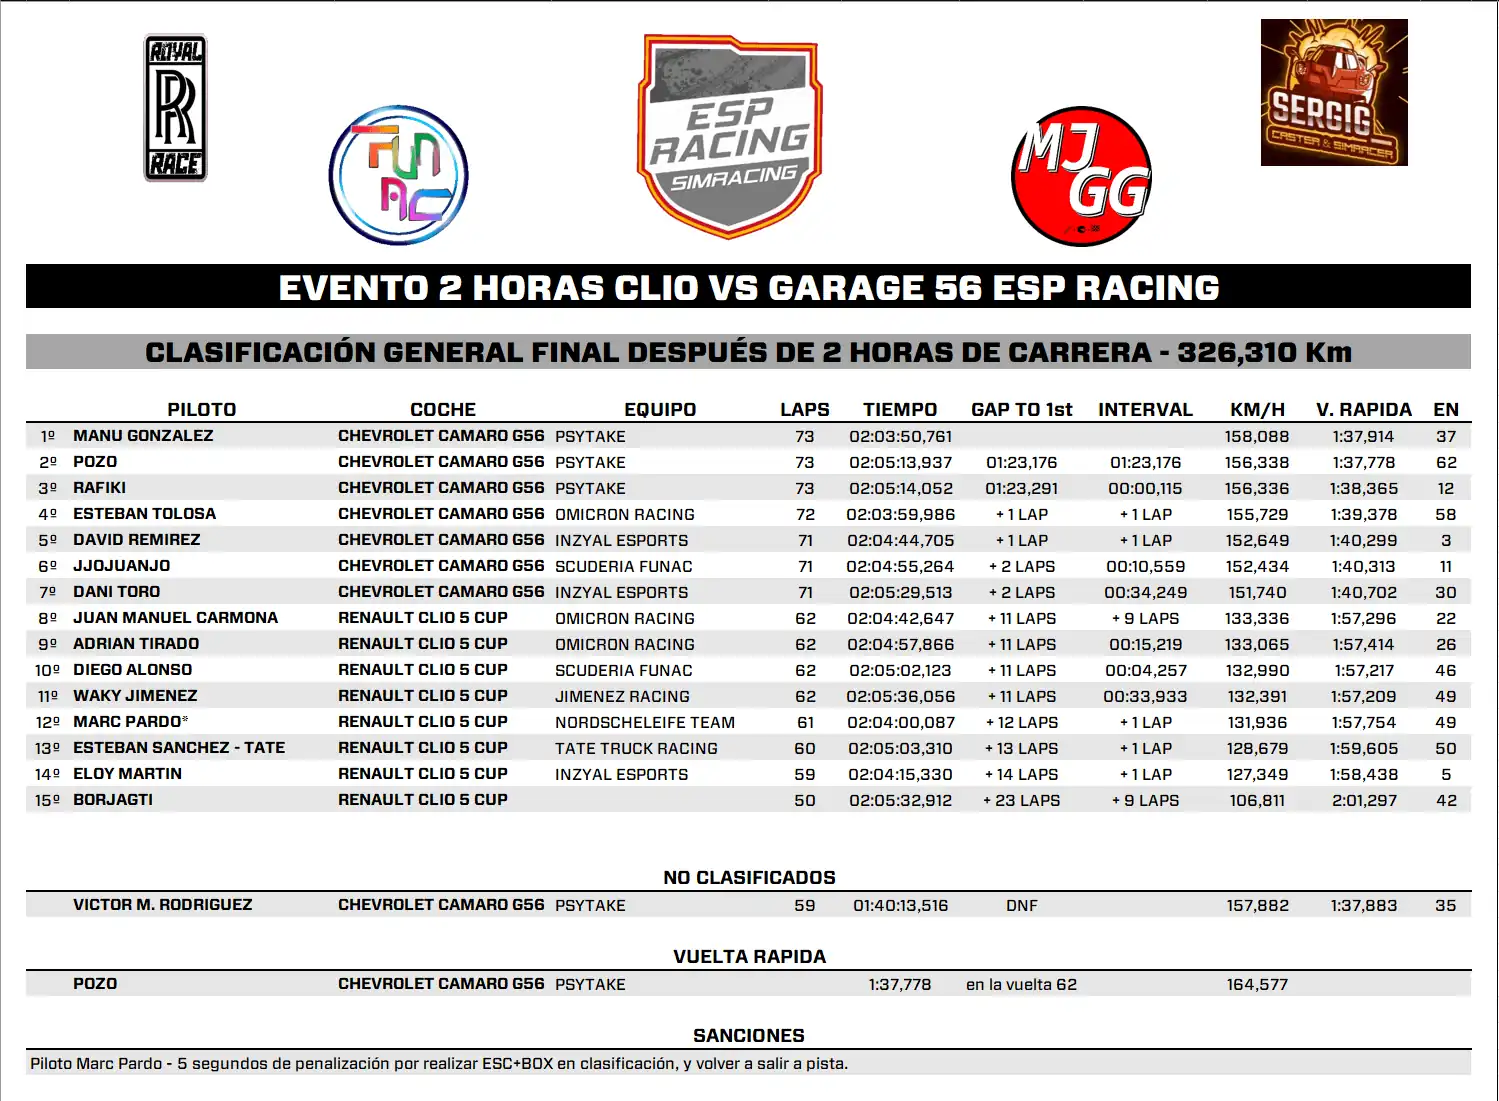 ROYAL
RR
RACE
FUN
AC
ESP
RACING
SIMRACING
MJ
GG
SERGIG
CASTER & SIMRACER
EVENTO 2 HORAS CLIO VS GARAGE 56 ESP RACING
CLASIFICACIÓN GENERAL FINAL DESPUÉS DE 2 HORAS DE CARRERA - 326,310 Km
PILOTO COCHE EQUIPO LAPS TIEMPO GAP TO 1st INTERVAL KM/H V. RAPIDA EN
1º MANU GONZALEZ CHEVROLET CAMARO G56 PSYTAKE 73 02:03:50,761 158,088 1:37,914 37
2º POZO CHEVROLET CAMARO G56 PSYTAKE 73 02:05:13,937 01:23,176 01:23,176 156,338 1:37,778 62
3º RAFIKI CHEVROLET CAMARO G56 PSYTAKE 73 02:05:14,052 01:23,291 00:00,115 156,336 1:38,365 12
4º ESTEBAN TOLOSA CHEVROLET CAMARO G56 OMICRON RACING 72 02:03:59,986 + 1 LAP + 1 LAP 155,729 1:39,378 58
5º DAVID REMIREZ CHEVROLET CAMARO G56 INZYAL ESPORTS 71 02:04:44,705 + 1 LAP + 1 LAP 152,649 1:40,299 3
6º JJOJUANJO CHEVROLET CAMARO G56 SCUDERIA FUNAC 71 02:04:55,264 + 2 LAPS 00:10,559 152,434 1:40,313 11
7º DANI TORO CHEVROLET CAMARO G56 INZYAL ESPORTS 71 02:05:29,513 + 2 LAPS 00:34,249 151,740 1:40,702 30
8º JUAN MANUEL CARMONA RENAULT CLIO 5 CUP OMICRON RACING 62 02:04:42,647 + 11 LAPS + 9 LAPS 133,336 1:57,296 22
9º ADRIAN TIRADO RENAULT CLIO 5 CUP OMICRON RACING 62 02:04:57,866 + 11 LAPS 00:15,219 133,065 1:57,414 26
10º DIEGO ALONSO RENAULT CLIO 5 CUP SCUDERIA FUNAC 62 02:05:02,123 + 11 LAPS 00:04,257 132,990 1:57,217 46
11º WAKY JIMENEZ RENAULT CLIO 5 CUP JIMENEZ RACING 62 02:05:36,056 + 11 LAPS 00:33,933 132,391 1:57,209 49
12º MARC PARDO* RENAULT CLIO 5 CUP NORDSCHELEIFE TEAM 61 02:04:00,087 + 12 LAPS + 1 LAP 131,936 1:57,754 49
13º ESTEBAN SANCHEZ - TATE RENAULT CLIO 5 CUP TATE TRUCK RACING 60 02:05:03,310 + 13 LAPS + 1 LAP 128,679 1:59,605 50
14º ELOY MARTIN RENAULT CLIO 5 CUP INZYAL ESPORTS 59 02:04:15,330 + 14 LAPS + 1 LAP 127,349 1:58,438 5
15º BORJAGTI RENAULT CLIO 5 CUP 50 02:05:32,912 + 23 LAPS + 9 LAPS 106,811 2:01,297 42
NO CLASIFICADOS
VICTOR M. RODRIGUEZ CHEVROLET CAMARO G56 PSYTAKE 59 01:40:13,516 DNF 157,882 1:37,883 35
VUELTA RAPIDA
POZO CHEVROLET CAMARO G56 PSYTAKE 1:37,778 en la vuelta 62 164,577
SANCIONES
Piloto Marc Pardo - 5 segundos de penalización por realizar ESC+BOX en clasificación, y volver a salir a pista.